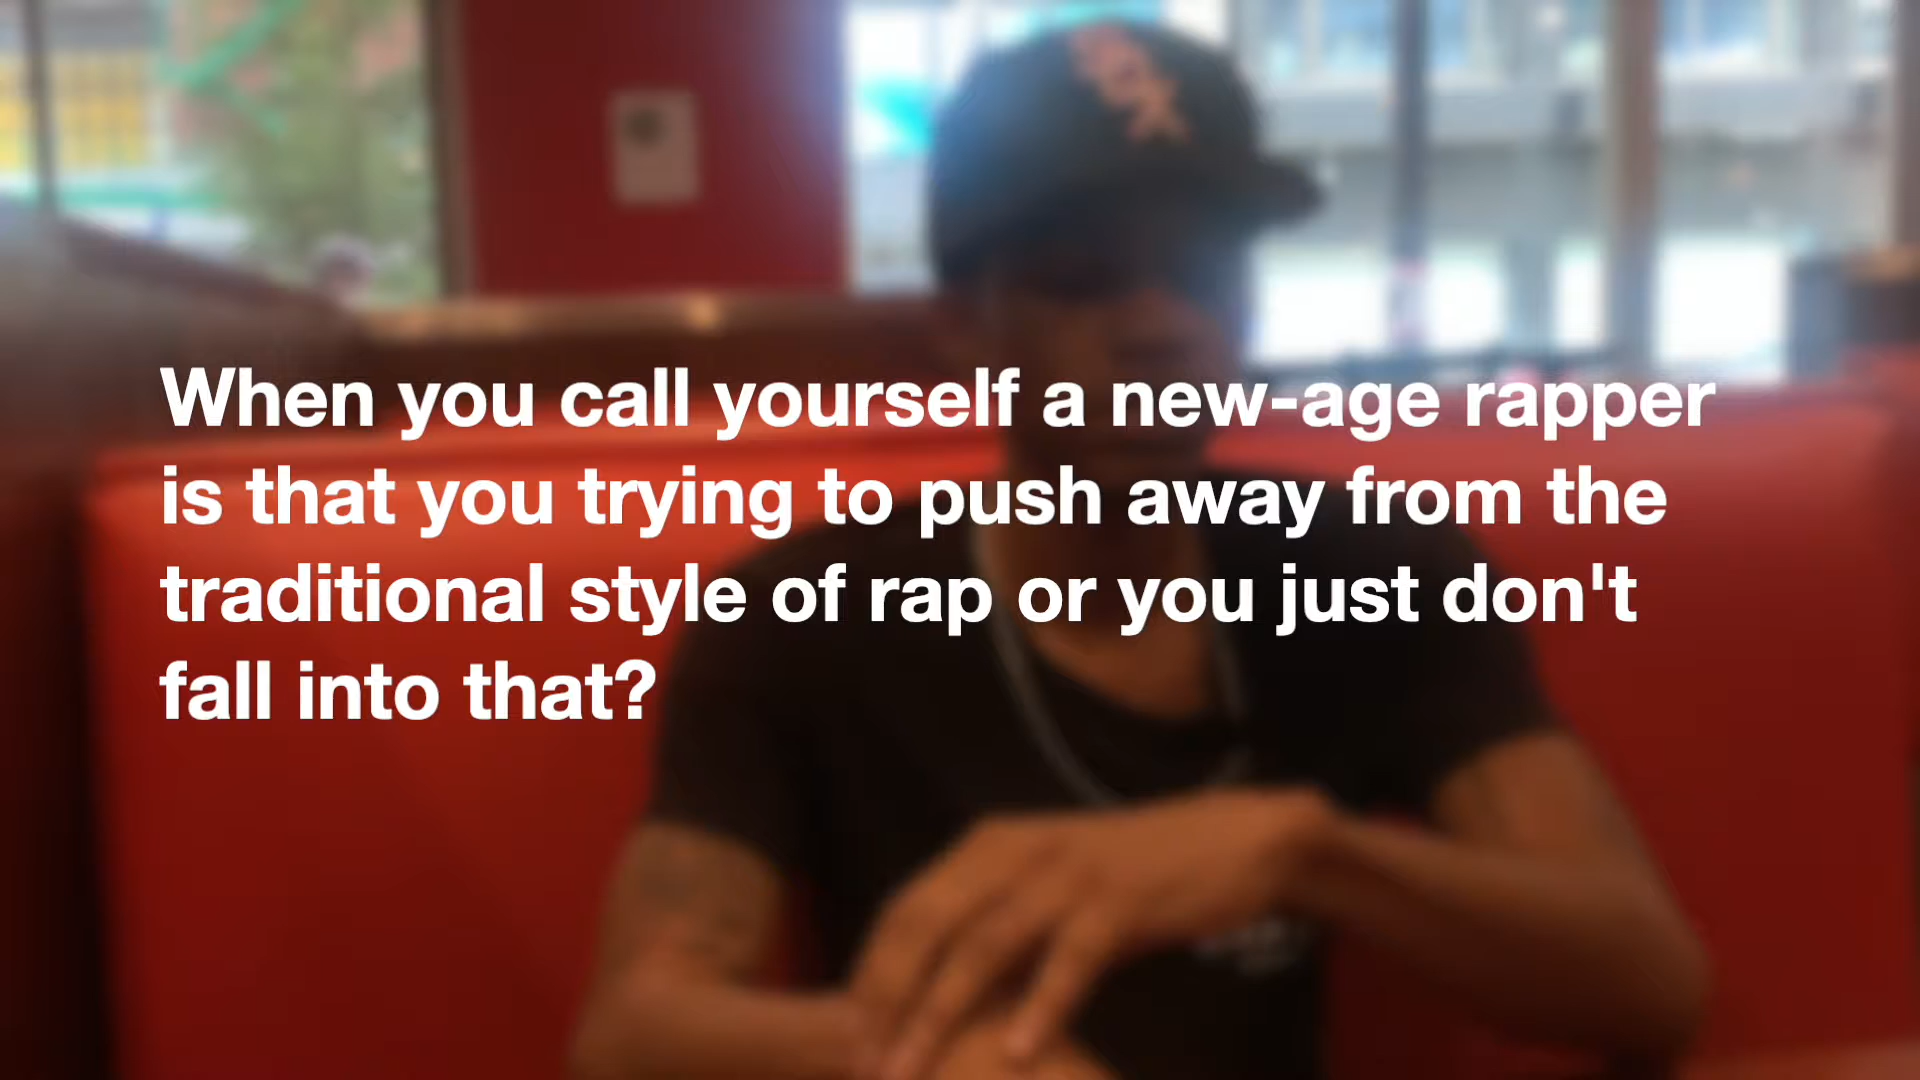 When you call yourself a new-age rapper
is that you trying to push away from the
traditional style of rap or you just don't
fall into that?